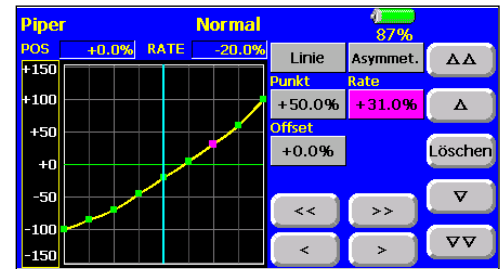 Piper Normal 87%
POS +0.0% RATE -20.0%
Linie Asymmet.
Punkt Rate
+50.0% +31.0%
Offset
+0.0% Löschen
+150
+100
+50
+0
-50
-100
-150
<< >>
< >